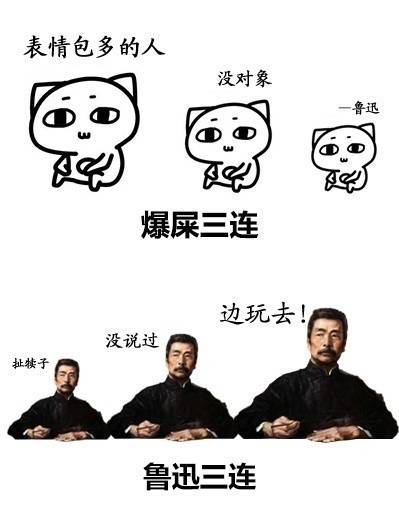 表情包多的人
没对象
—鲁迅
爆屎三连
扯犊子
没说过
边玩去!
鲁迅三连